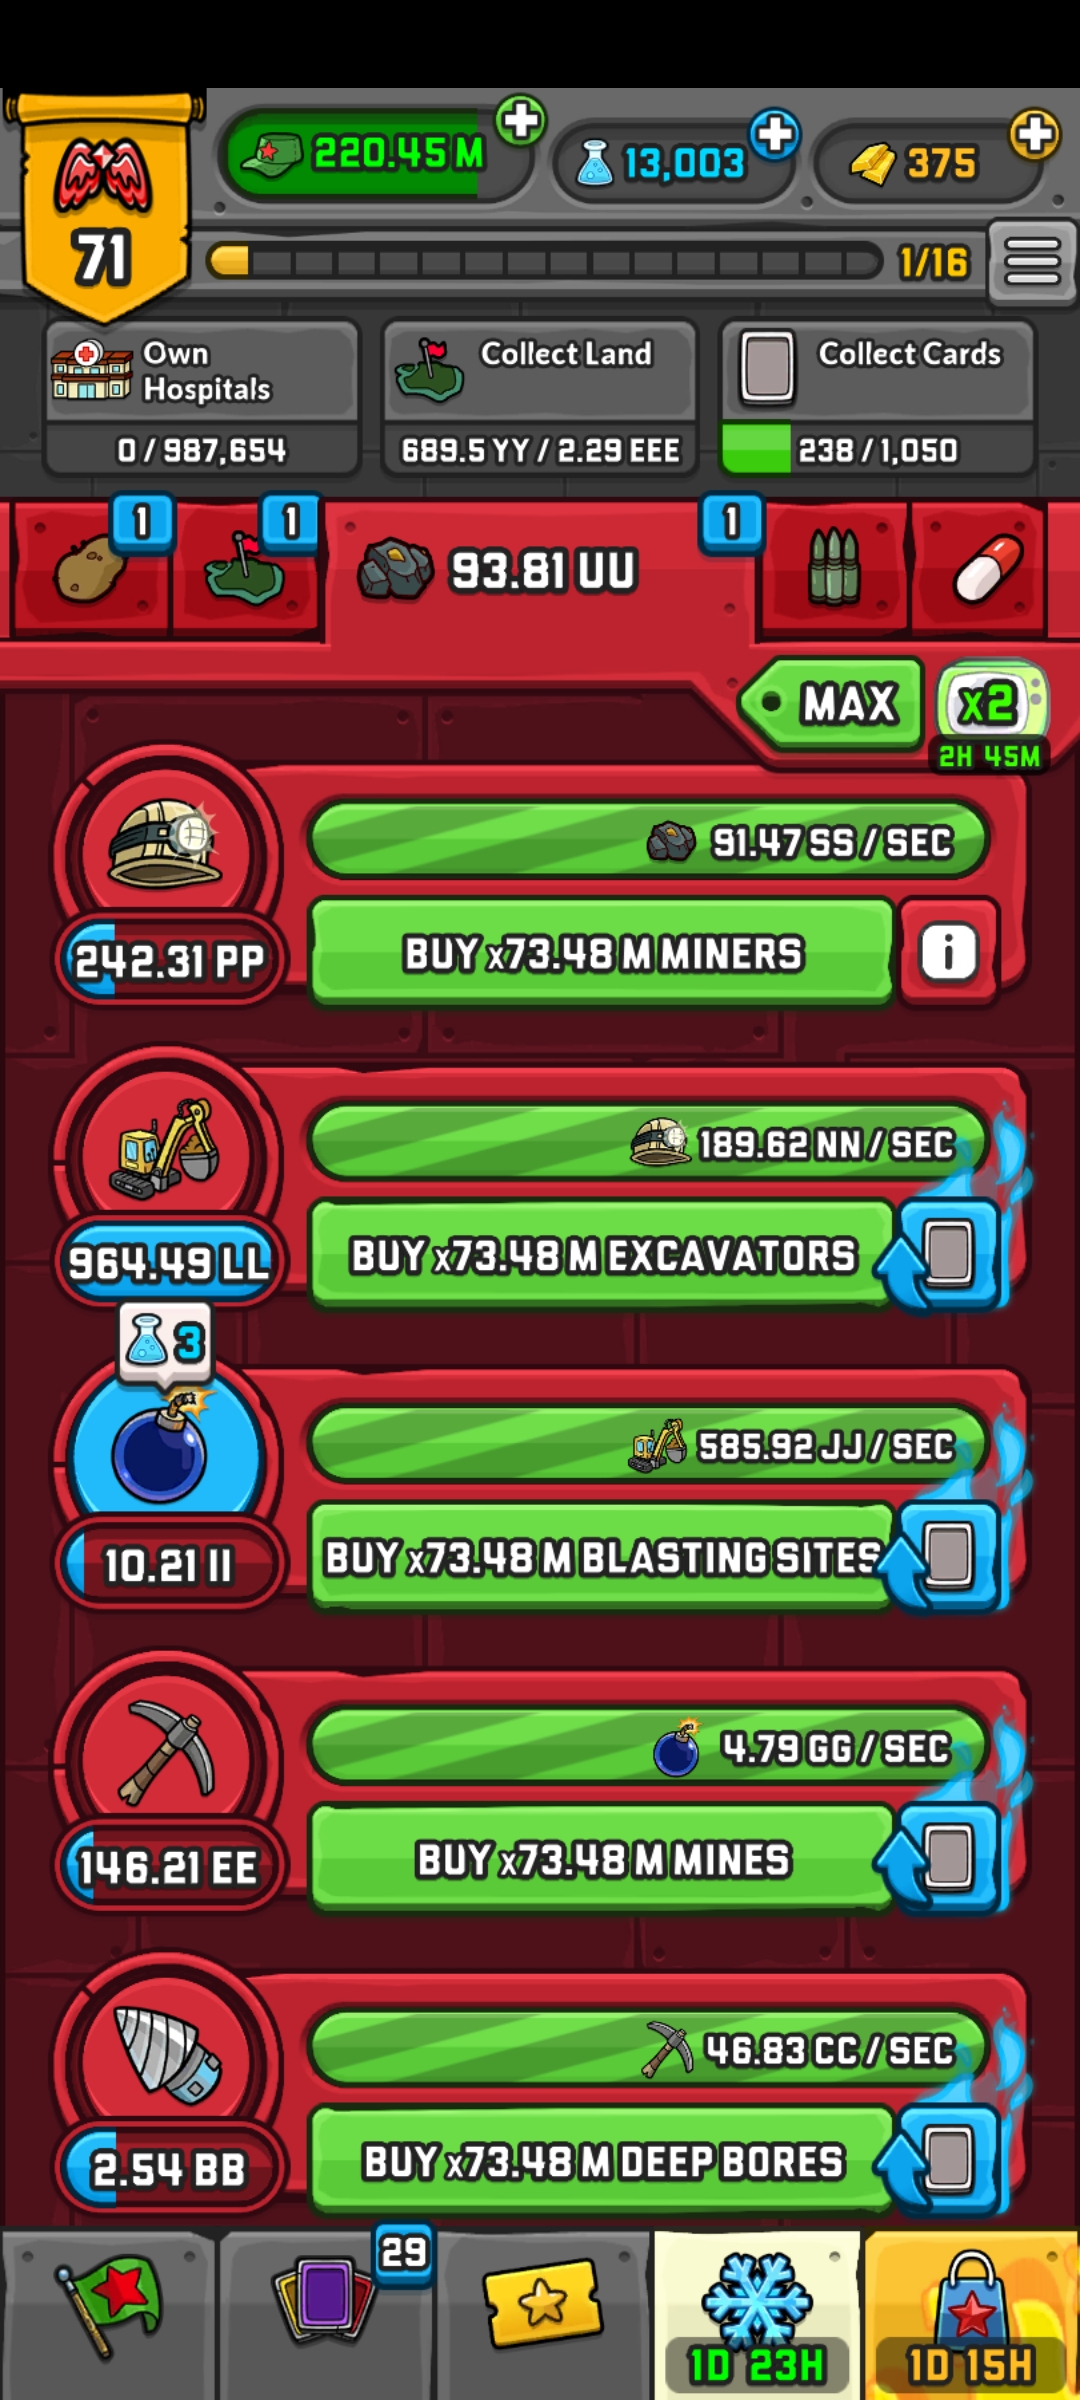 220.45 M
13,003
375
71
1/16
Own
Hospitals
0 / 987,654
Collect Land
689.5 YY / 2.29 EEE
Collect Cards
238 / 1,050
1
1
93.81 UU
1
MAX
x2
2H 45M
91.47 SS / SEC
242.31 PP
BUY x73.48 M MINERS
i
189.62 NN / SEC
964.49 LL
BUY x73.48 M EXCAVATORS
3
585.92 JJ / SEC
10.21 II
BUY x73.48 M BLASTING SITES
4.79 GG / SEC
146.21 EE
BUY x73.48 M MINES
46.83 CC / SEC
2.54 BB
BUY x73.48 M DEEP BORES
29
1D 23H
1D 15H